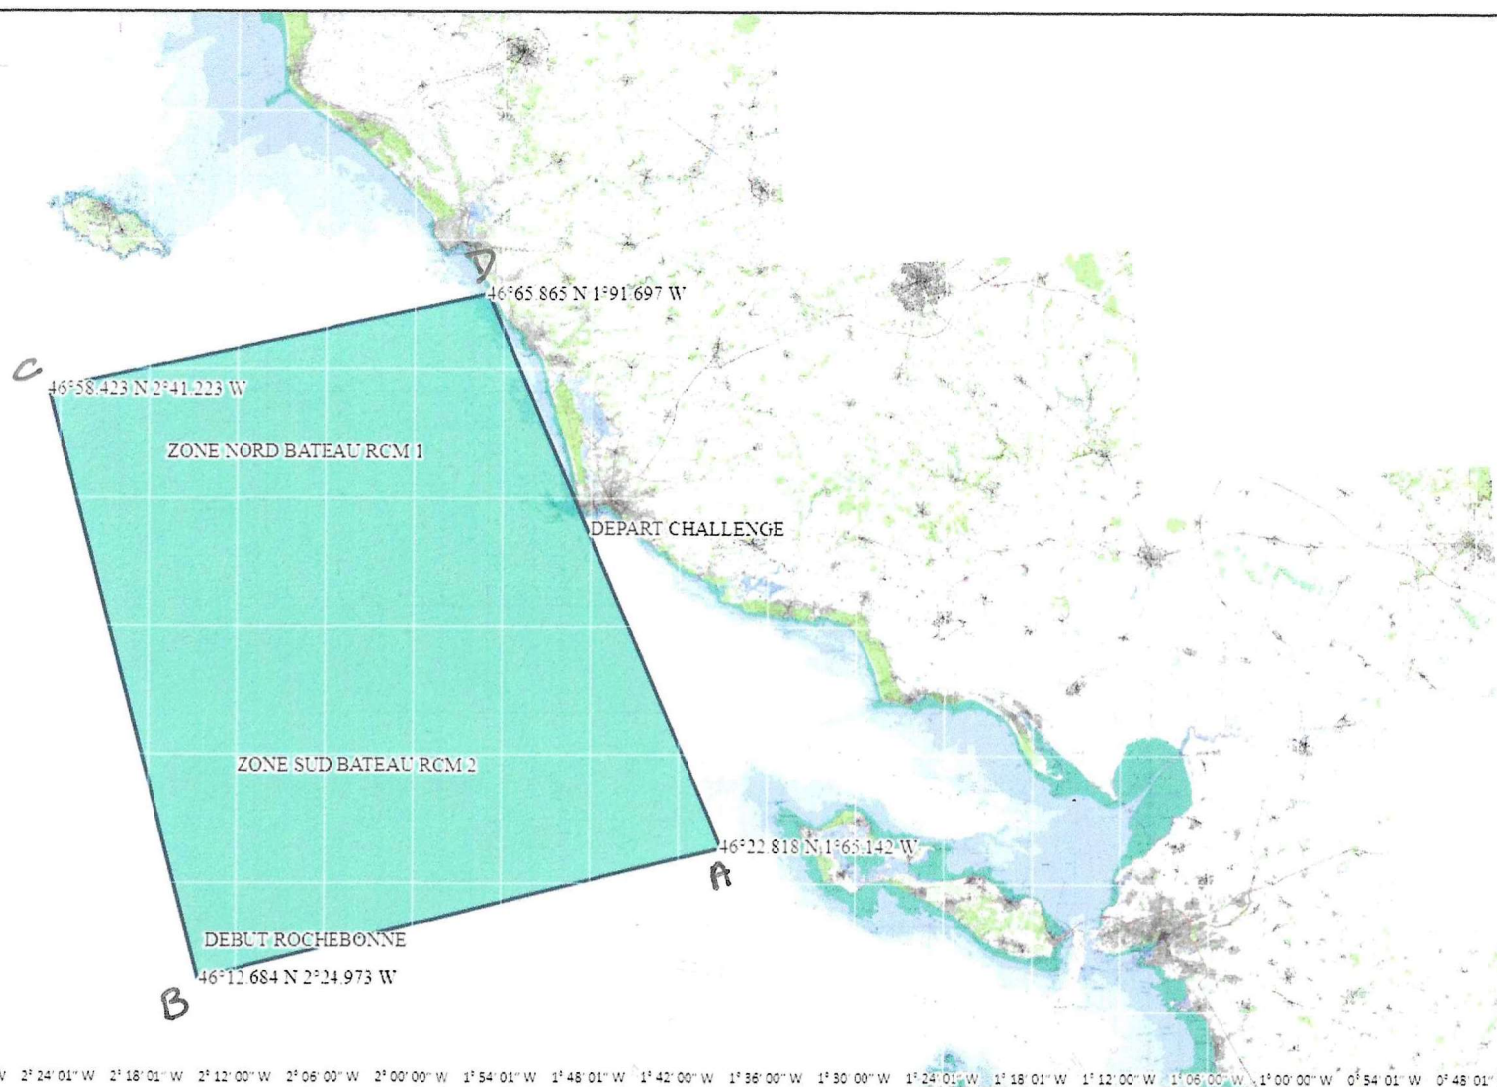 D
46°65.865 N 1°91.697 W
C
46°58.423 N 2°41.223 W
ZONE NORD BATEAU RCM 1
DEPART CHALLENGE
ZONE SUD BATEAU RCM 2
46°22.818 N 1°65.142 W
A
DEBUT ROCHEBONNE
46°12.684 N 2°24.973 W
B
W 2° 24' 01" W 2° 18' 01" W 2° 12' 00" W 2° 06' 00" W 2° 00' 00" W 1° 54' 01" W 1° 48' 01" W 1° 42' 00" W 1° 36' 00" W 1° 30' 00" W 1° 24' 01" W 1° 18' 01" W 1° 12' 00" W 1° 06' 00" W 1° 00' 00" W 0° 54' 01" W 0° 48' 01"